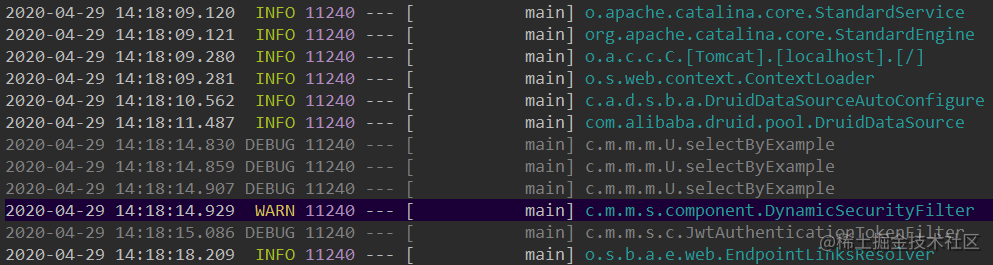 2020-04-29 14:18:09.120  INFO 11240 --- [           main] o.apache.catalina.core.StandardService
2020-04-29 14:18:09.121  INFO 11240 --- [           main] org.apache.catalina.core.StandardEngine
2020-04-29 14:18:09.280  INFO 11240 --- [           main] o.a.c.c.C.[Tomcat].[localhost].[/]
2020-04-29 14:18:09.281  INFO 11240 --- [           main] o.s.web.context.ContextLoader
2020-04-29 14:18:10.562  INFO 11240 --- [           main] c.a.d.s.b.a.DruidDataSourceAutoConfigure
2020-04-29 14:18:11.487  INFO 11240 --- [           main] com.alibaba.druid.pool.DruidDataSource
2020-04-29 14:18:14.830 DEBUG 11240 --- [           main] c.m.m.m.U.selectByExample
2020-04-29 14:18:14.859 DEBUG 11240 --- [           main] c.m.m.m.U.selectByExample
2020-04-29 14:18:14.907 DEBUG 11240 --- [           main] c.m.m.m.U.selectByExample
2020-04-29 14:18:14.929  WARN 11240 --- [           main] c.m.m.s.component.DynamicSecurityFilter
2020-04-29 14:18:15.086 DEBUG 11240 --- [           main] c.m.m.s.c.JwtAuthenticationTokenFilter
2020-04-29 14:18:18.209  INFO 11240 --- [           main] o.s.b.a.e.web.EndpointLinksResolver
@稀土掘金技术社区